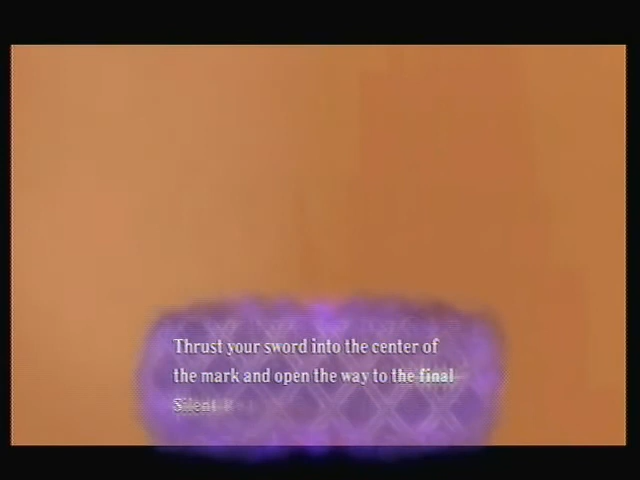 Thrust your sword into the center of
the mark and open the way to the final
Silent